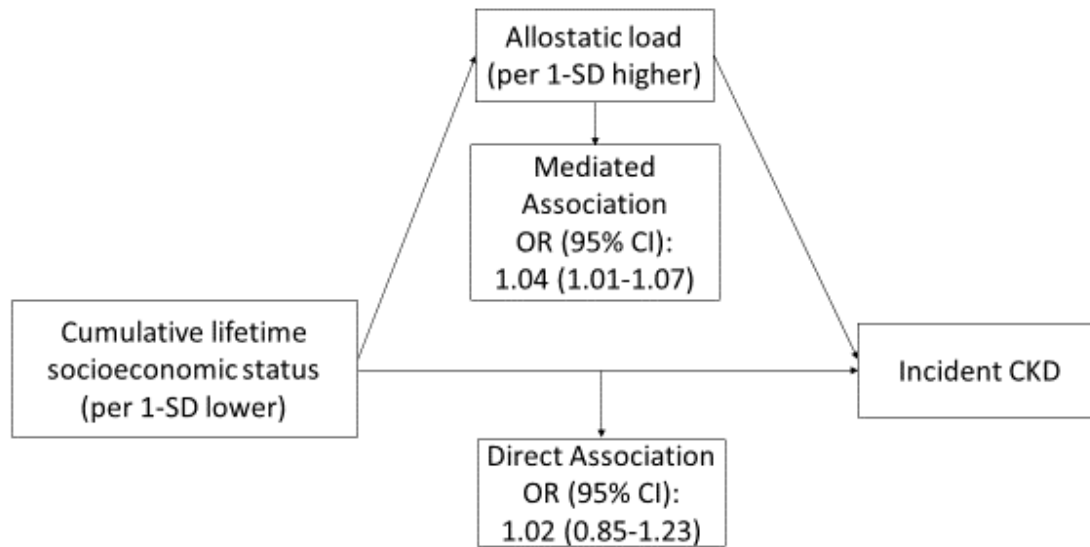 Allostatic load
(per 1-SD higher)
Mediated
Association
OR (95% CI):
1.04 (1.01-1.07)
Cumulative lifetime
socioeconomic status
(per 1-SD lower)
Incident CKD
Direct Association
OR (95% CI):
1.02 (0.85-1.23)